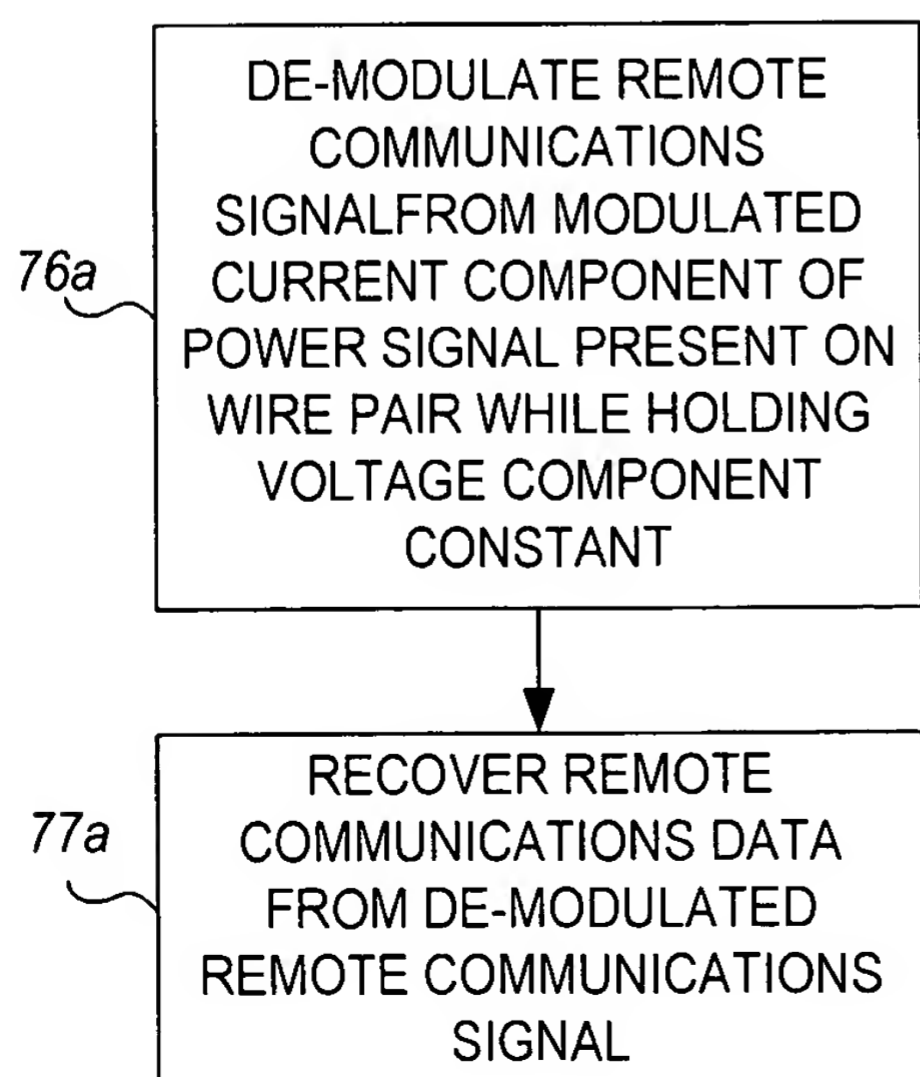 DE-MODULATE REMOTE
COMMUNICATIONS
SIGNALFROM MODULATED
76a
CURRENT COMPONENT OF
POWER SIGNAL PRESENT ON
WIRE PAIR WHILE HOLDING
VOLTAGE COMPONENT
CONSTANT
RECOVER REMOTE
77a
COMMUNICATIONS DATA
FROM DE-MODULATED
REMOTE COMMUNICATIONS
SIGNAL